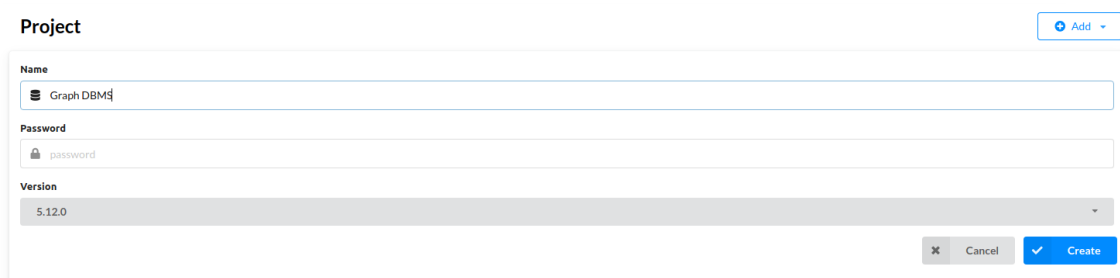 Project
Add
Name
Graph DBMS
Password
password
Version
5.12.0
Cancel
Create